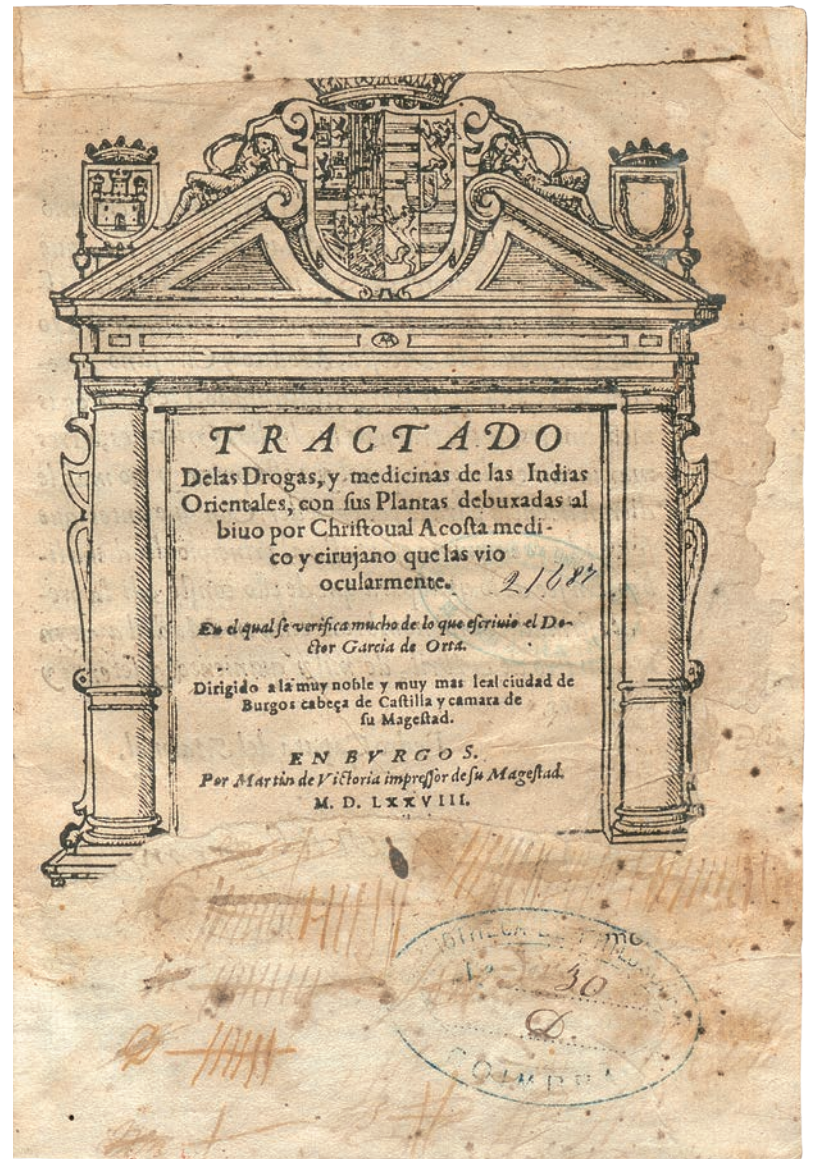 TRACTADO
Delas Drogas, y medicinas de las Indias
Orientales, con ſus Plantas debuxadas al
biuo por Chriſtoual Acoſta medi-
co y cirujano que las vio
ocularmente.
21687
En el qual ſe verifica mucho de lo que eſcriuio el Do-
ctor Garcia de Orta.
Dirigido a la muy noble y muy mas leal ciudad de
Burgos cabeça de Caſtilla y camara de
ſu Mageſtad.
EN BVRGOS.
Por Martin de Victoria impreſſor de ſu Mageſtad.
M. D. LXXVIII.
30
D.
COIMBRA